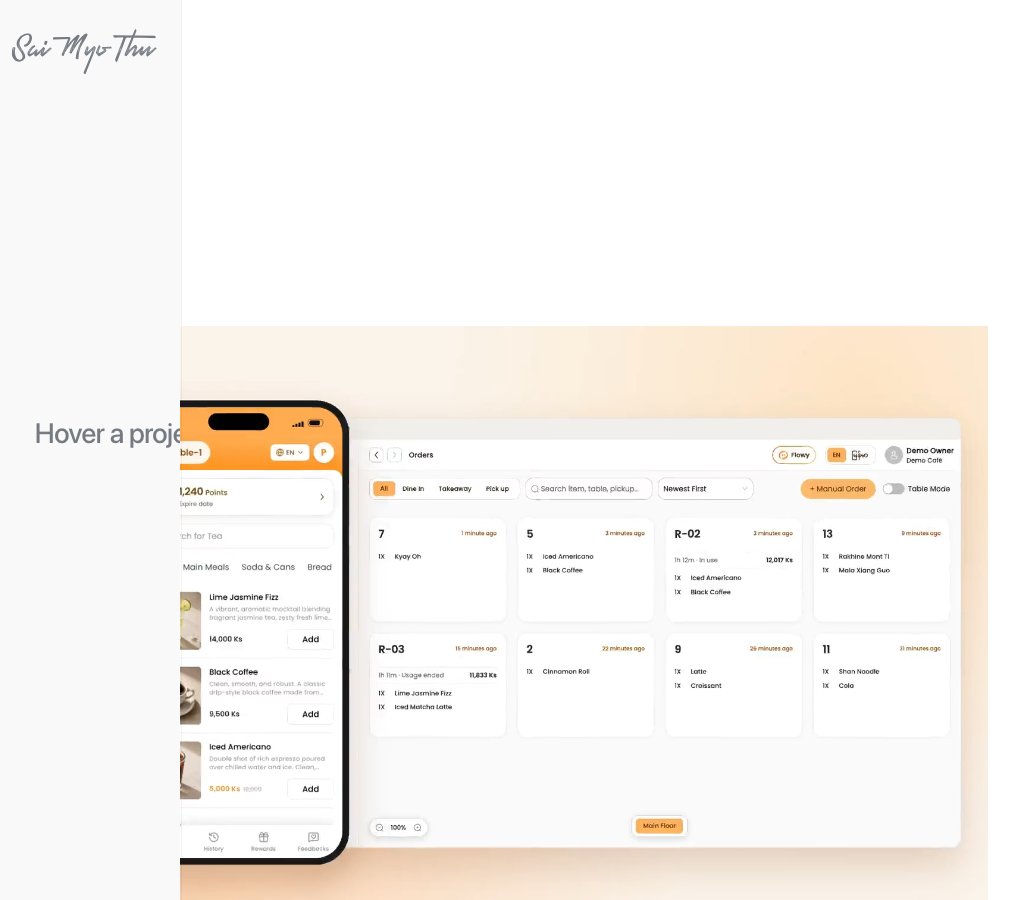 Sai Myo Thu
Hover a proje
ble-1
EN
P
1,240 Points
xpire date
rch for Tea
Main Meals
Soda & Cans
Bread
Lime Jasmine Fizz
A vibrant, aromatic mocktail blending
fragrant jasmine tea, zesty fresh lime...
14,000 Ks
Add
Black Coffee
Clean, smooth, and robust. A classic
drip-style black coffee made from...
9,500 Ks
Add
Iced Americano
Double shot of rich espresso poured
over chilled water and ice. Clean,...
5,000 Ks
Add
History
Rewards
Feedbacks
Orders
Flowy
EN
Demo Owner
Demo Café
All
Dine In
Takeaway
Pick up
Search item, table, pickup...
Newest First
+ Manual Order
Table Mode
7
1 minute ago
1X Kyay Oh
5
3 minutes ago
1X Iced Americano
1X Black Coffee
R-02
3 minutes ago
1h 12m · In use
12,017 Ks
1X Iced Americano
1X Black Coffee
13
9 minutes ago
1X Rakhine Mont Ti
1X Mala Xiang Guo
R-03
15 minutes ago
1h 11m · Usage ended
11,833 Ks
1X Lime Jasmine Fizz
1X Iced Matcha Latte
2
22 minutes ago
1X Cinnamon Roll
9
26 minutes ago
1X Latte
1X Croissant
11
31 minutes ago
1X Shan Noodle
1X Cola
100%
Main Floor